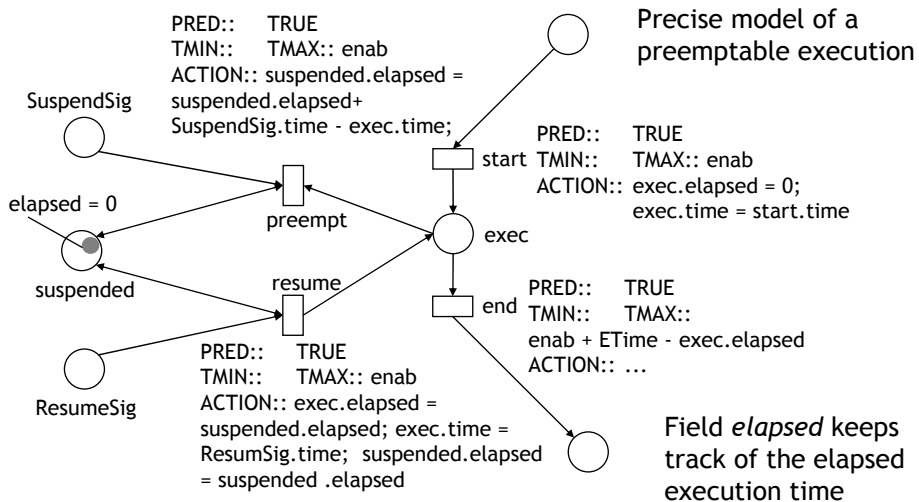 PRED:: TRUE
TMIN:: TMAX:: enab
ACTION:: suspended.elapsed =
suspended.elapsed+
SuspendSig.time - exec.time;
Precise model of a
preemptable execution
SuspendSig
elapsed = 0
suspended
ResumeSig
preempt
resume
start
PRED:: TRUE
TMIN:: TMAX:: enab
ACTION:: exec.elapsed = 0;
exec.time = start.time
exec
end
PRED:: TRUE
TMIN:: TMAX::
enab + ETime - exec.elapsed
ACTION:: ...
PRED:: TRUE
TMIN:: TMAX:: enab
ACTION:: exec.elapsed =
suspended.elapsed; exec.time =
ResumSig.time; suspended.elapsed
= suspended .elapsed
Field elapsed keeps
track of the elapsed
execution time